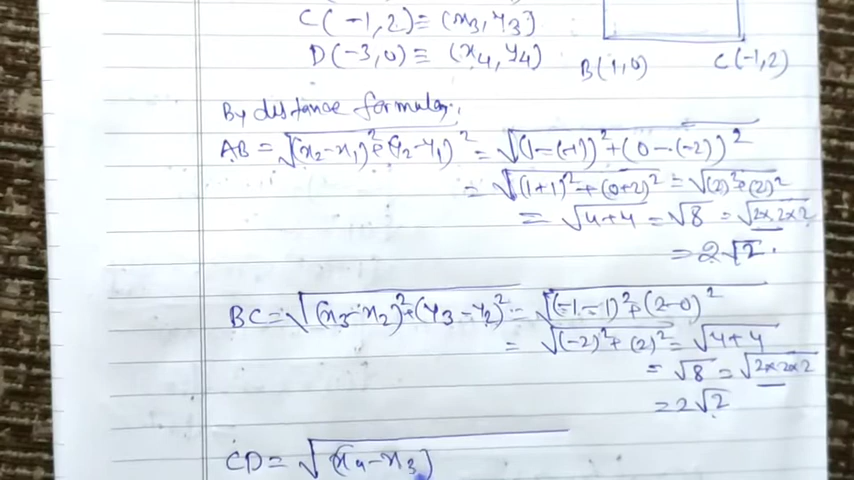 C(-1,2) ≡ (x₃, y₃)
D(-3,0) ≡ (x₄, y₄)
B(1,0) C(-1,2)
By distance formula,
AB = √(x₂-x₁)²+(y₂-y₁)² = √(1-(-1))²+(0-(-2))²
= √(1+1)²+(0+2)² = √(2)²+(2)²
= √4+4 = √8 = √2×2×2
= 2√2.
BC = √(x₃-x₂)²+(y₃-y₂)² = √(-1-1)²+(2-0)²
= √(-2)²+(2)² = √4+4
= √8 = √2×2×2
= 2√2
CD = √(x₄-x₃)